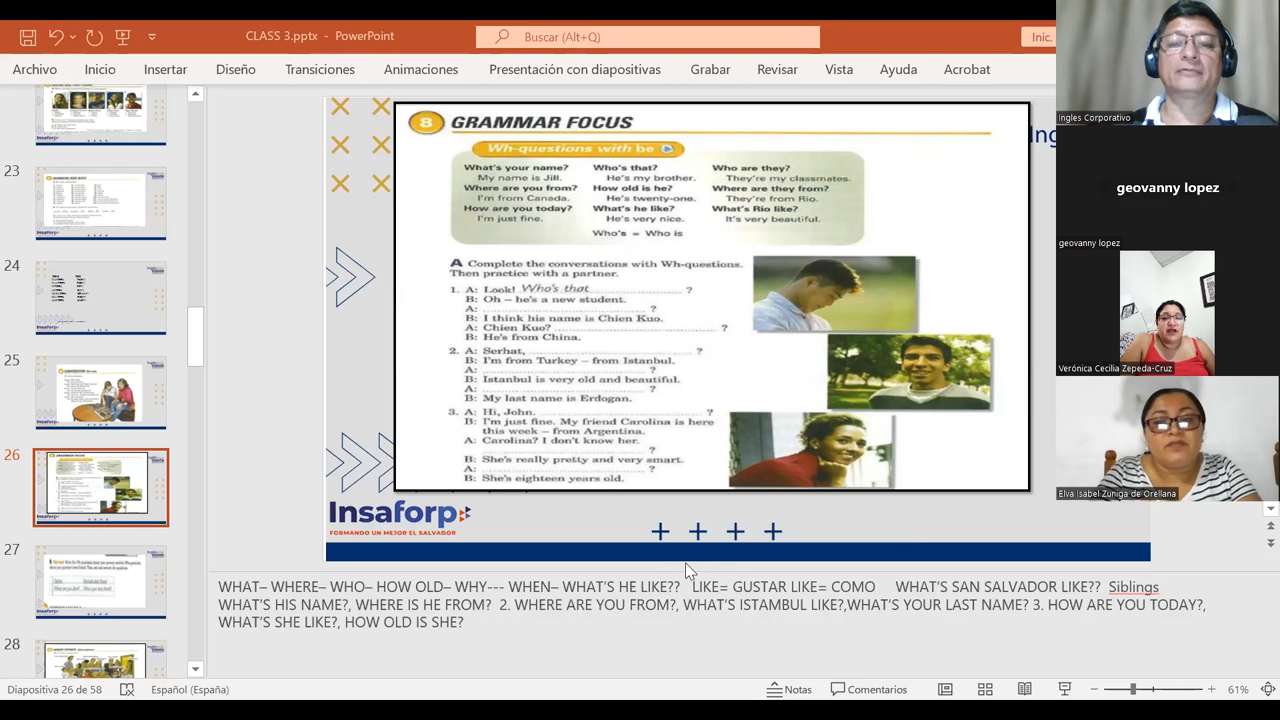 CLASS 3.pptx - PowerPoint
Buscar (Alt+Q)
Inic.
Archivo Inicio Insertar Diseño Transiciones Animaciones Presentación con diapositivas Grabar Revisar Vista Ayuda Acrobat
23
24
25
26
27
28
Ing
8 GRAMMAR FOCUS
Wh-questions with be
What's your name? Who's that? Who are they?
My name is Jill. He's my brother. They're my classmates.
Where are you from? How old is he? Where are they from?
I'm from Canada. He's twenty-one. They're from Rio.
How are you today? What's he like? What's Rio like?
I'm just fine. He's very nice. It's very beautiful.
Who's = Who is
A Complete the conversations with Wh-questions.
Then practice with a partner.
1. A: Look! Who's that ?
B: Oh – he's a new student.
A: ?
B: I think his name is Chien Kuo.
A: Chien Kuo? ?
B: He's from China.
2. A: Serhat, ?
B: I'm from Turkey – from Istanbul.
A: ?
B: Istanbul is very old and beautiful.
A: ?
B: My last name is Erdogan.
3. A: Hi, John. ?
B: I'm just fine. My friend Carolina is here
this week – from Argentina.
A: Carolina? I don't know her.
?
B: She's really pretty and very smart.
A: ?
B: She's eighteen years old.
Insaforp
FORMANDO UN MEJOR EL SALVADOR
WHAT– WHERE– WHO– HOW OLD– WHY--- WHEN– WHAT'S HE LIKE?? LIKE= GUSTAR LIKE= COMO WHAT'S SAN SALVADOR LIKE?? Siblings
WHAT'S HIS NAME?, WHERE IS HE FROM? 2. WHERE ARE YOU FROM?, WHAT'S ISTAMBUL LIKE?,WHAT'S YOUR LAST NAME? 3. HOW ARE YOU TODAY?,
WHAT'S SHE LIKE?, HOW OLD IS SHE?
Diapositiva 26 de 58 Español (España) Notas Comentarios 61%
Ingles Corporativo
geovanny lopez
geovanny lopez
Verónica Cecilia Zepeda-Cruz
Elva Isabel Zuniga de Orellana